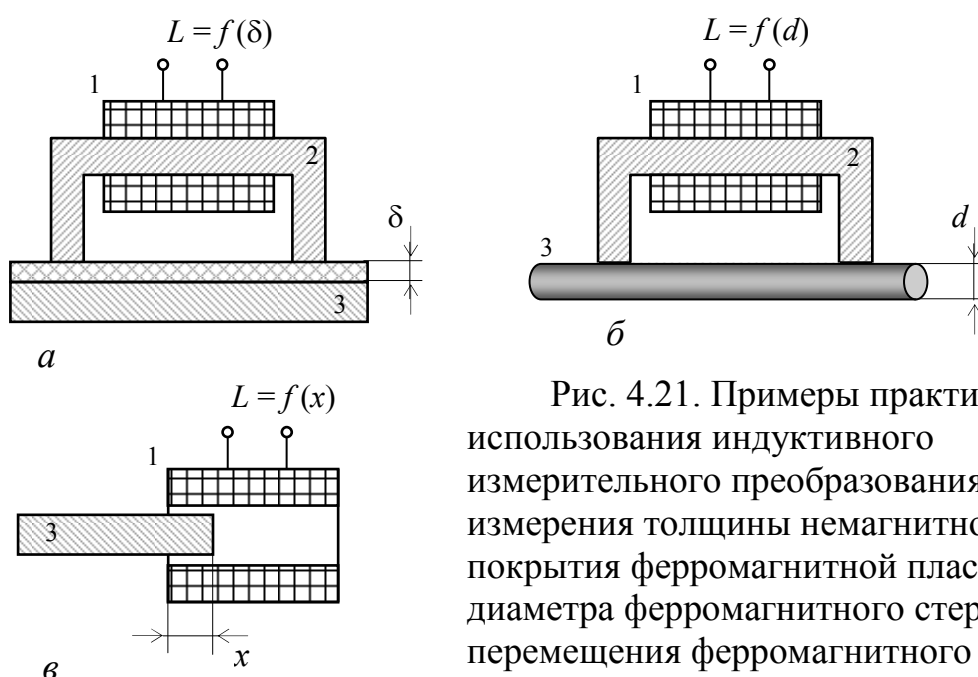 L = f (δ)
1
2
δ
3
а
L = f (d)
1
2
3
d
б
L = f (x)
1
3
x
в
Рис. 4.21. Примеры практи
использования индуктивного
измерительного преобразования
измерения толщины немагнитно
покрытия ферромагнитной плас
диаметра ферромагнитного стер
перемещения ферромагнитного